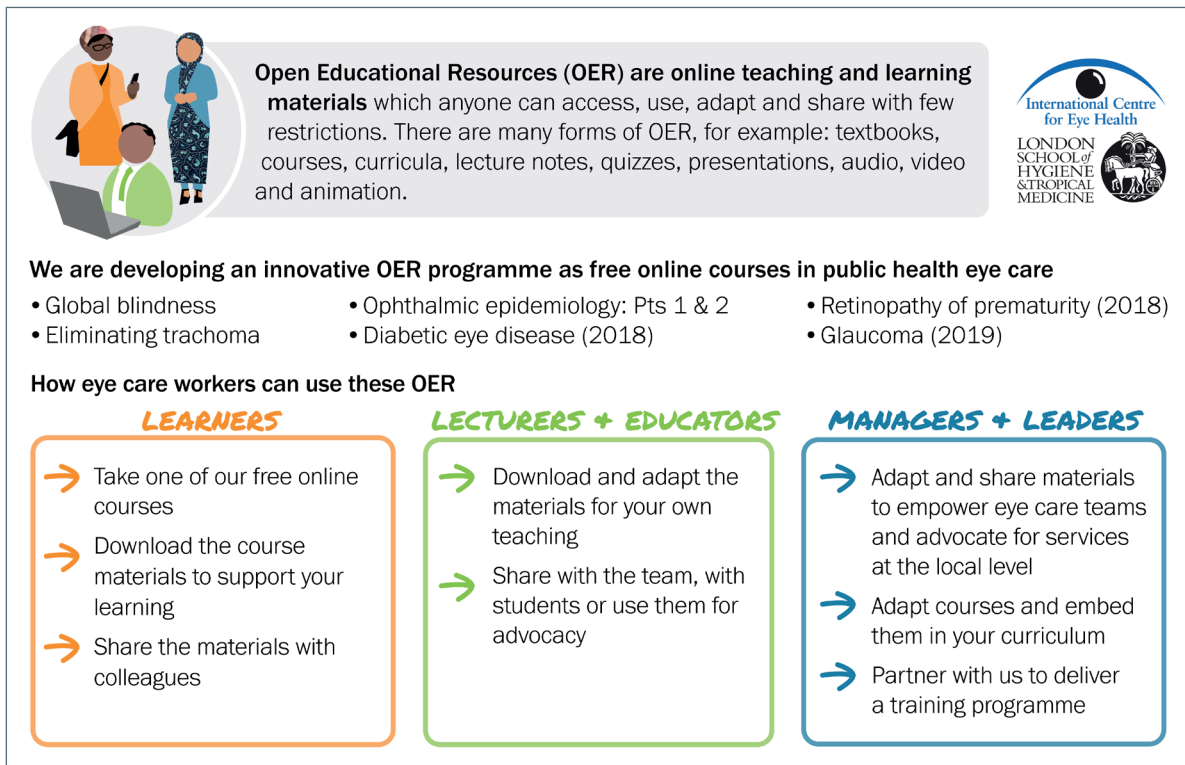 Open Educational Resources (OER) are online teaching and learning
materials which anyone can access, use, adapt and share with few
restrictions. There are many forms of OER, for example: textbooks,
courses, curricula, lecture notes, quizzes, presentations, audio, video
and animation.
International Centre
for Eye Health
LONDON
SCHOOL of
HYGIENE
& TROPICAL
MEDICINE
We are developing an innovative OER programme as free online courses in public health eye care
• Global blindness
• Eliminating trachoma
• Ophthalmic epidemiology: Pts 1 & 2
• Diabetic eye disease (2018)
• Retinopathy of prematurity (2018)
• Glaucoma (2019)
How eye care workers can use these OER
LEARNERS
Take one of our free online
courses
Download the course
materials to support your
learning
Share the materials with
colleagues
LECTURERS & EDUCATORS
Download and adapt the
materials for your own
teaching
Share with the team, with
students or use them for
advocacy
MANAGERS & LEADERS
Adapt and share materials
to empower eye care teams
and advocate for services
at the local level
Adapt courses and embed
them in your curriculum
Partner with us to deliver
a training programme